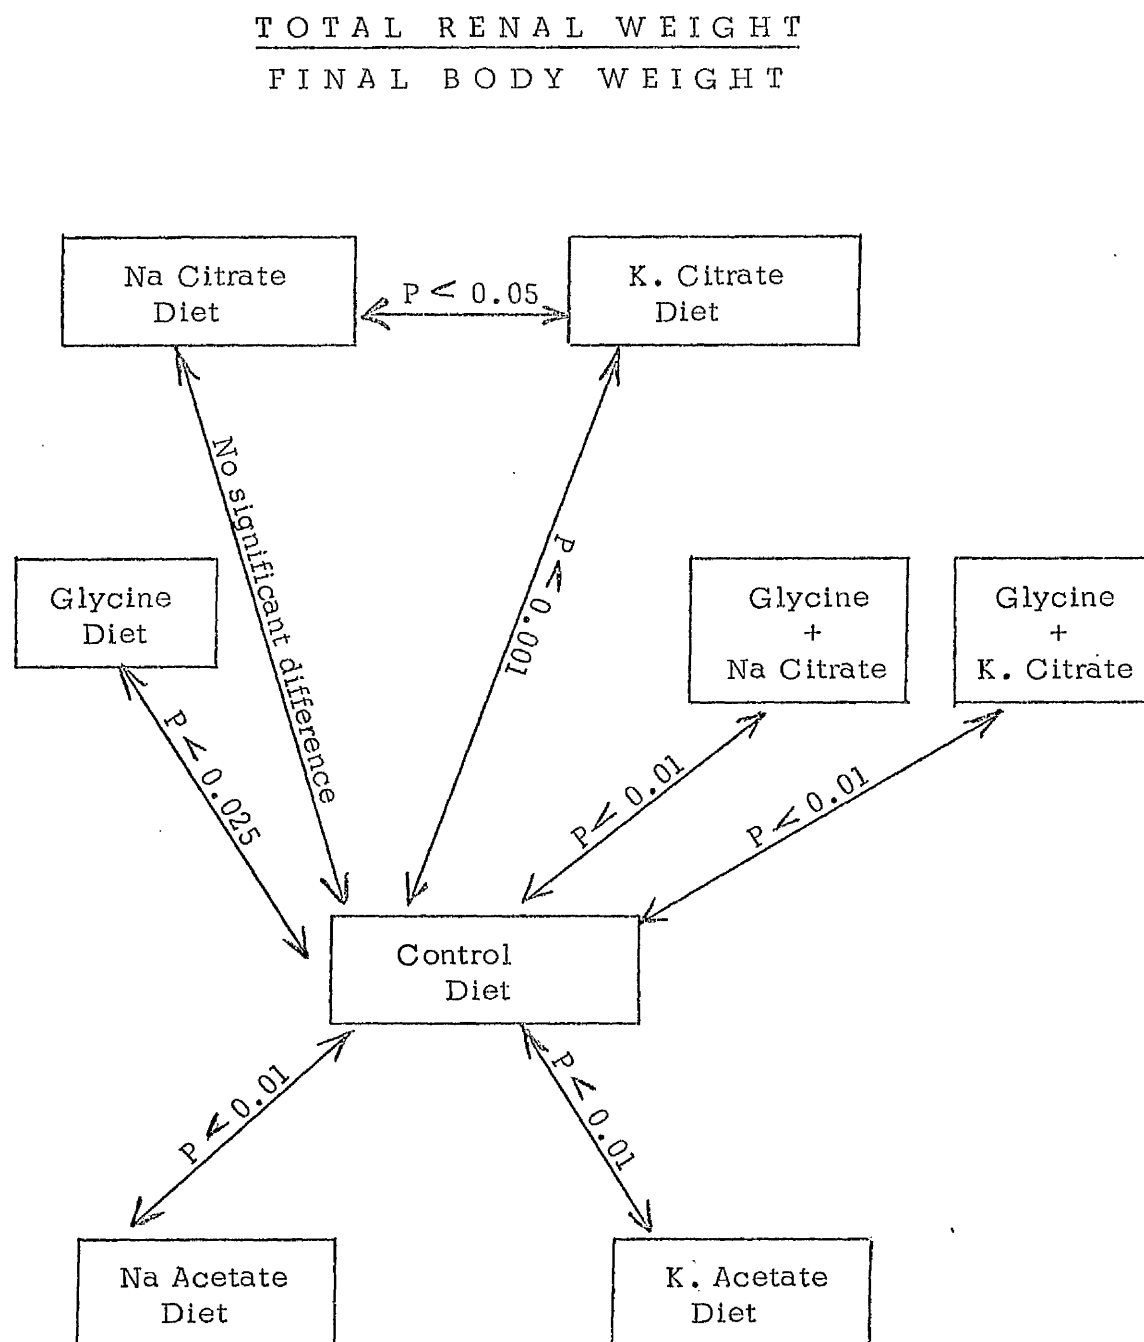 TOTAL RENAL WEIGHT
FINAL BODY WEIGHT
Na Citrate
Diet
P < 0.05
K. Citrate
Diet
No significant difference
P < 0.001
Glycine
Diet
Glycine
+
Na Citrate
Glycine
+
K. Citrate
P < 0.025
P < 0.01
P < 0.01
Control
Diet
P < 0.01
P < 0.01
Na Acetate
Diet
K. Acetate
Diet